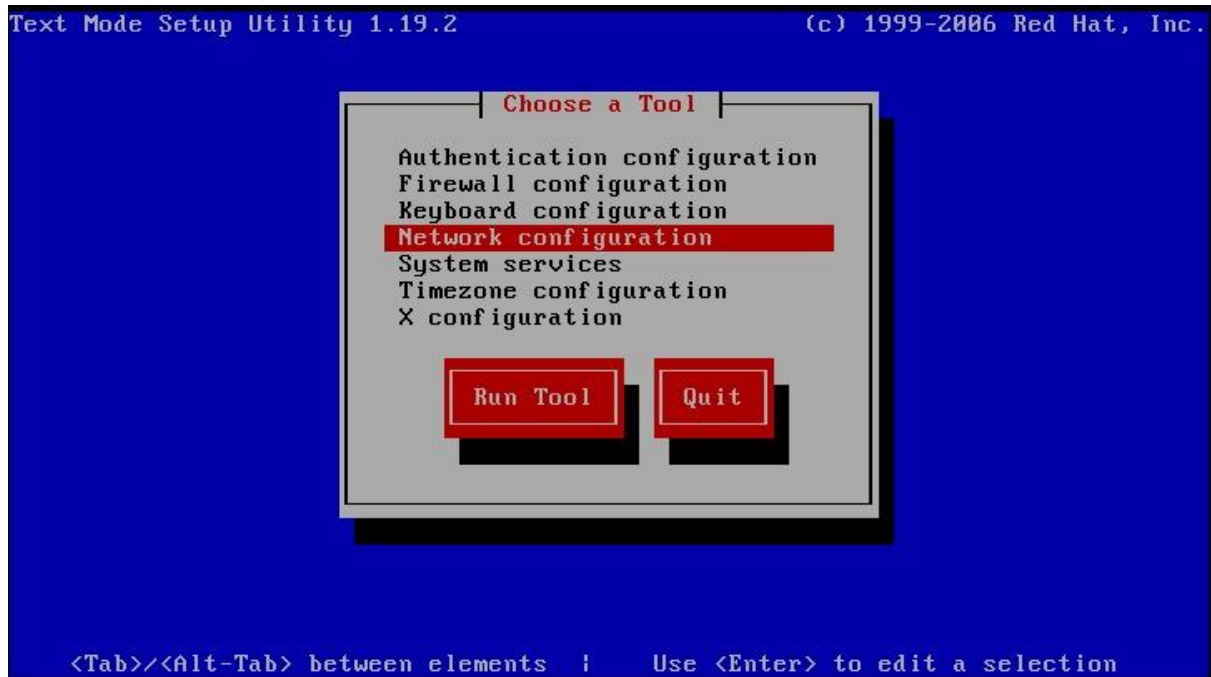 Text Mode Setup Utility 1.19.2 (c) 1999-2006 Red Hat, Inc.
Choose a Tool
Authentication configuration
Firewall configuration
Keyboard configuration
Network configuration
System services
Timezone configuration
X configuration
Run Tool Quit
<Tab>/<Alt-Tab> between elements | Use <Enter> to edit a selection